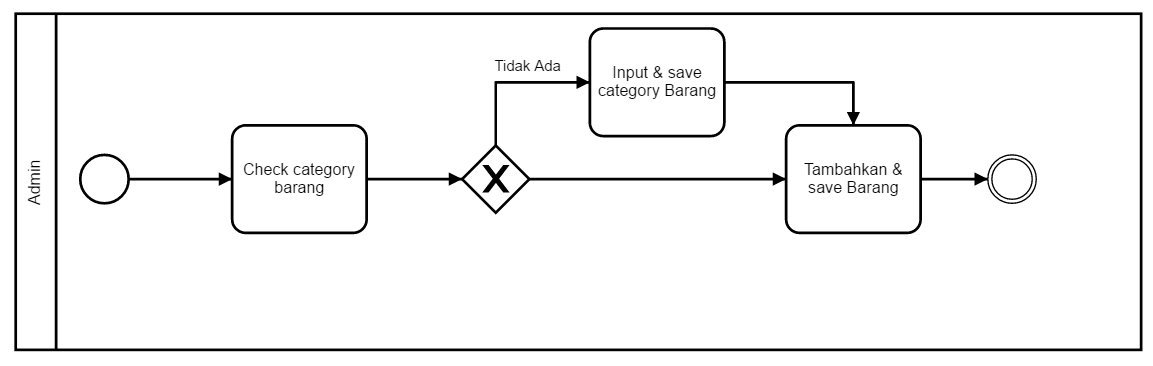 Admin
Check category
barang
Tidak Ada
Input & save
category Barang
Tambahkan &
save Barang